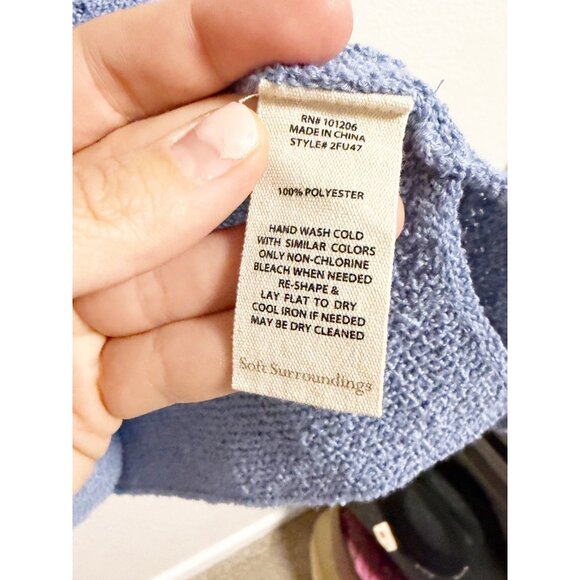 RN# 101206
MADE IN CHINA
STYLE# 2FU47
100% POLYESTER
HAND WASH COLD
WITH SIMILAR COLORS
ONLY NON-CHLORINE
BLEACH WHEN NEEDED
RE-SHAPE &
LAY FLAT TO DRY
COOL IRON IF NEEDED
MAY BE DRY CLEANED
Soft Surroundings